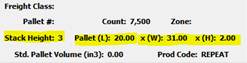 Freight Class:
Pallet #: Count: 7,500 Zone:
Stack Height: 3 Pallet (L): 20.00 x (W): 31.00 x (H): 2.00
Std. Pallet Volume (in3): 0.00 Prod Code: REPEAT